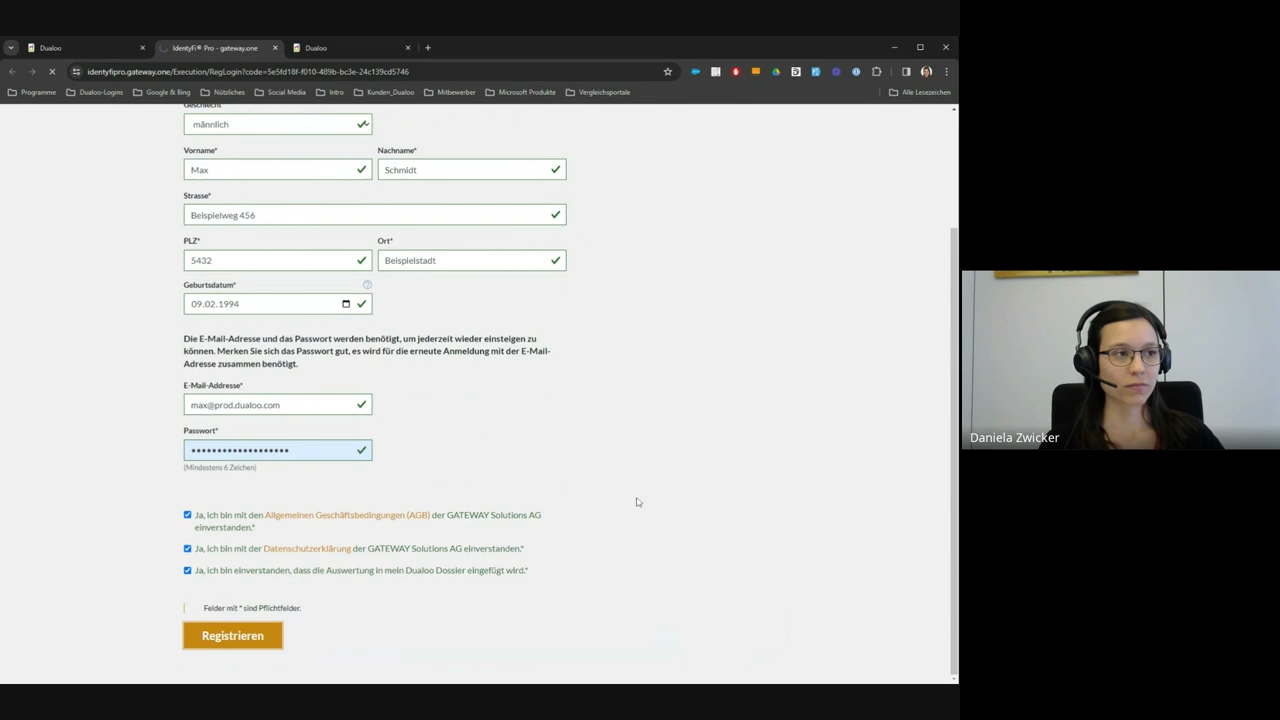 Dualoo
IdentyFi® Pro - gateway.one
Dualoo
identyfipro.gateway.one/Execution/RegLogin?code=5e5fd18f-f010-489b-bc3e-24c139cd5746
Programme
Dualoo-Logins
Google & Bing
Nützliches
Social Media
Intro
Kunden_Dualoo
Mitbewerber
Microsoft Produkte
Vergleichsportale
Alle Lesezeichen
Geschlecht
männlich
Vorname* Nachname*
Max Schmidt
Strasse*
Beispielweg 456
PLZ* Ort*
5432 Beispielstadt
Geburtsdatum*
09.02.1994
Die E-Mail-Adresse und das Passwort werden benötigt, um jederzeit wieder einsteigen zu
können. Merken Sie sich das Passwort gut, es wird für die erneute Anmeldung mit der E-Mail-
Adresse zusammen benötigt.
E-Mail-Addresse*
max@prod.dualoo.com
Passwort*
(Mindestens 6 Zeichen)
Ja, ich bin mit den Allgemeinen Geschäftsbedingungen (AGB) der GATEWAY Solutions AG
einverstanden.*
Ja, ich bin mit der Datenschutzerklärung der GATEWAY Solutions AG einverstanden.*
Ja, ich bin einverstanden, dass die Auswertung in mein Dualoo Dossier eingefügt wird.*
Felder mit * sind Pflichtfelder.
Registrieren
Daniela Zwicker